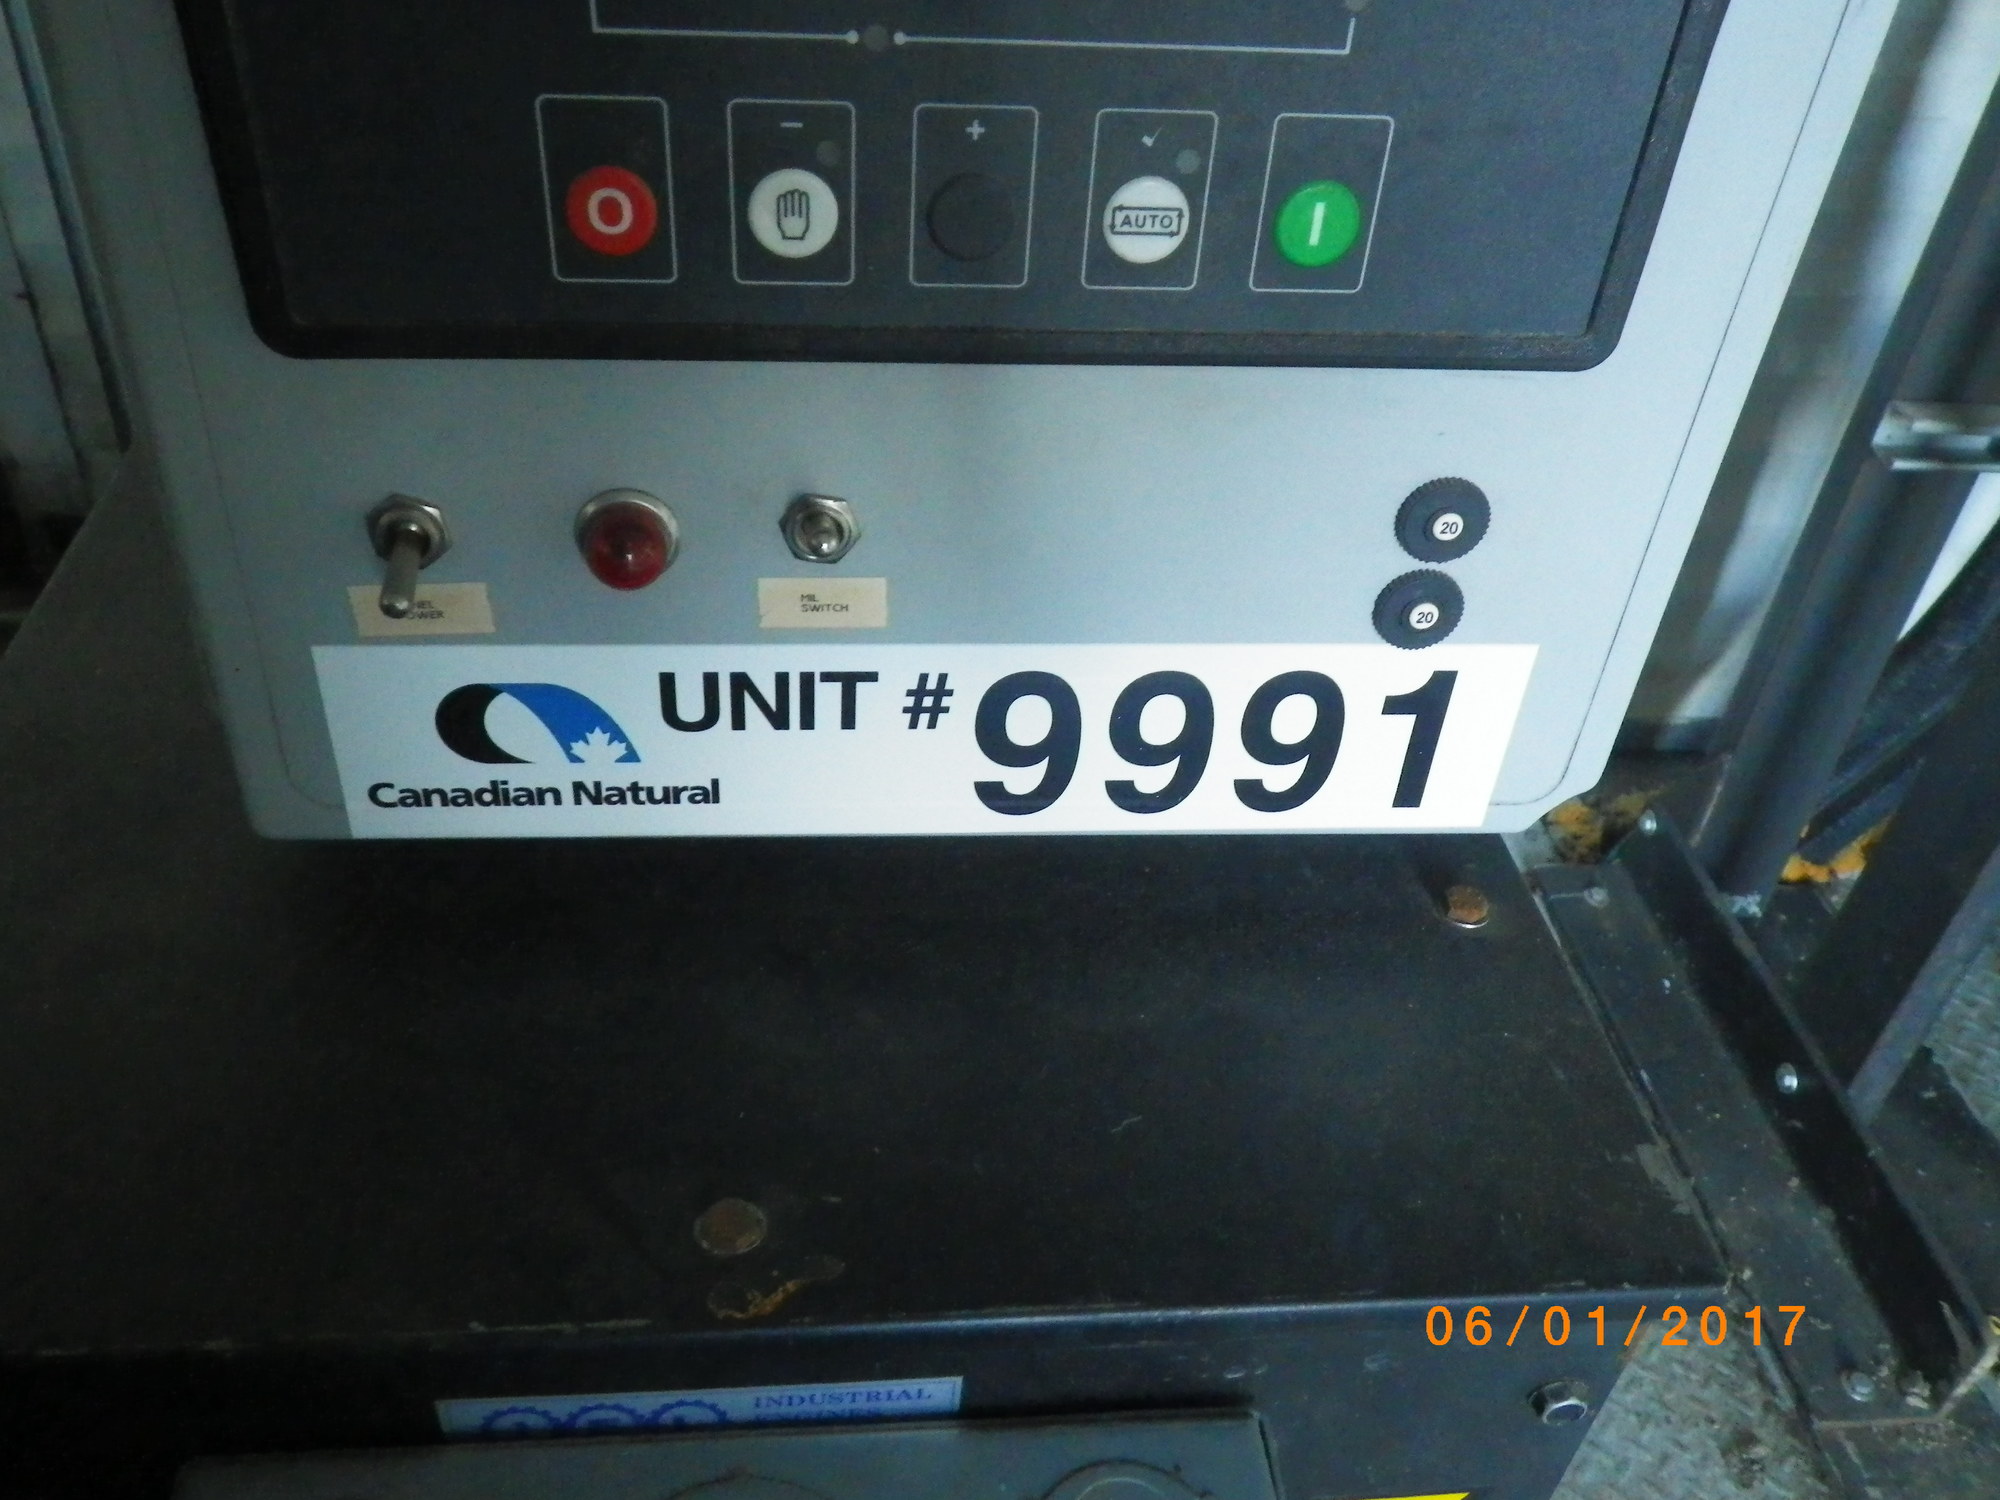 − + ✓
O AUTO I
20
20
MIL
SWITCH
UNIT # 9991
Canadian Natural
06/01/2017
INDUSTRIAL